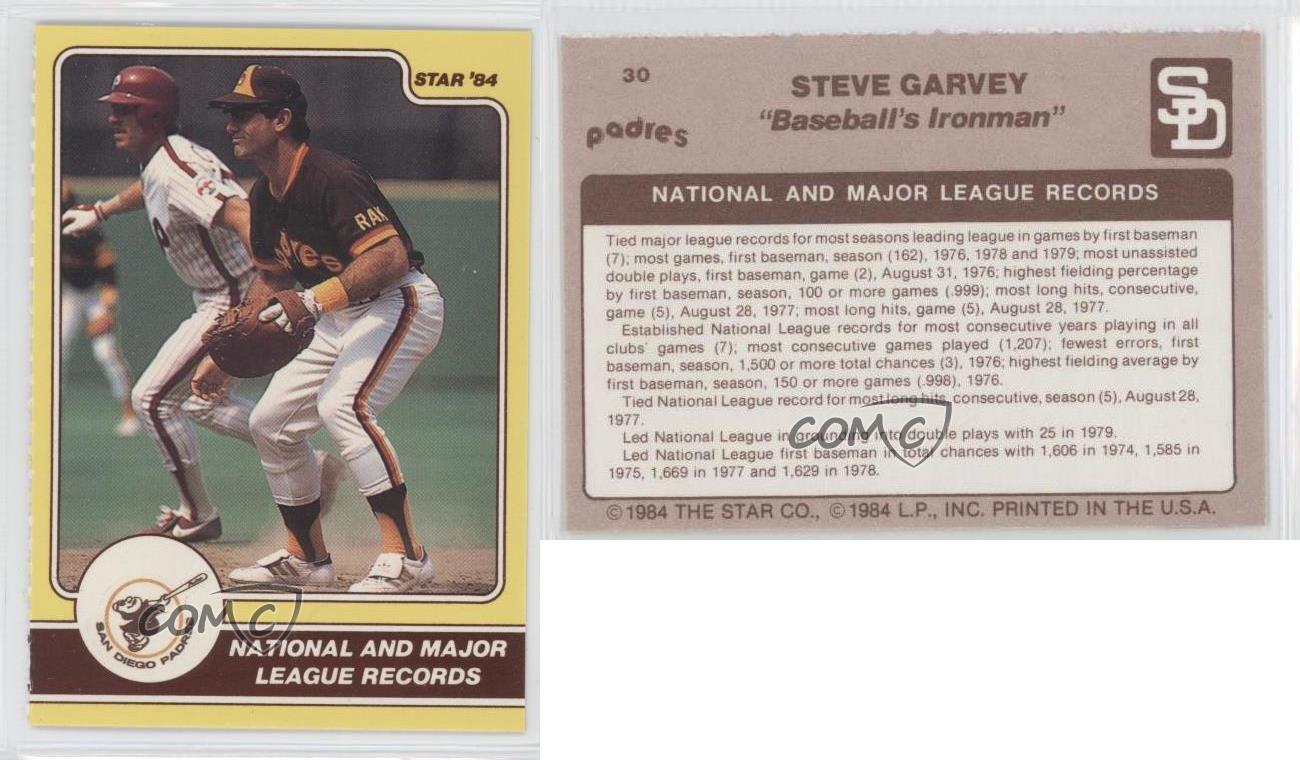 STAR '84
RAK
SAN DIEGO PADRES
COMC
NATIONAL AND MAJOR
LEAGUE RECORDS
30
STEVE GARVEY
"Baseball's Ironman"
padres
SD
NATIONAL AND MAJOR LEAGUE RECORDS
Tied major league records for most seasons leading league in games by first baseman
(7); most games, first baseman, season (162), 1976, 1978 and 1979; most unassisted
double plays, first baseman, game (2), August 31, 1976; highest fielding percentage
by first baseman, season, 100 or more games (.999); most long hits, consecutive,
game (5), August 28, 1977; most long hits, game (5), August 28, 1977.
Established National League records for most consecutive years playing in all
clubs' games (7); most consecutive games played (1,207); fewest errors, first
baseman, season, 1,500 or more total chances (3), 1976; highest fielding average by
first baseman, season, 150 or more games (.998), 1976.
Tied National League record for most long hits, consecutive, season (5), August 28,
1977.
Led National League in grounding into double plays with 25 in 1979.
Led National League first baseman in total chances with 1,606 in 1974, 1,585 in
1975, 1,669 in 1977 and 1,629 in 1978.
COMC
©1984 THE STAR CO., ©1984 L.P., INC. PRINTED IN THE U.S.A.